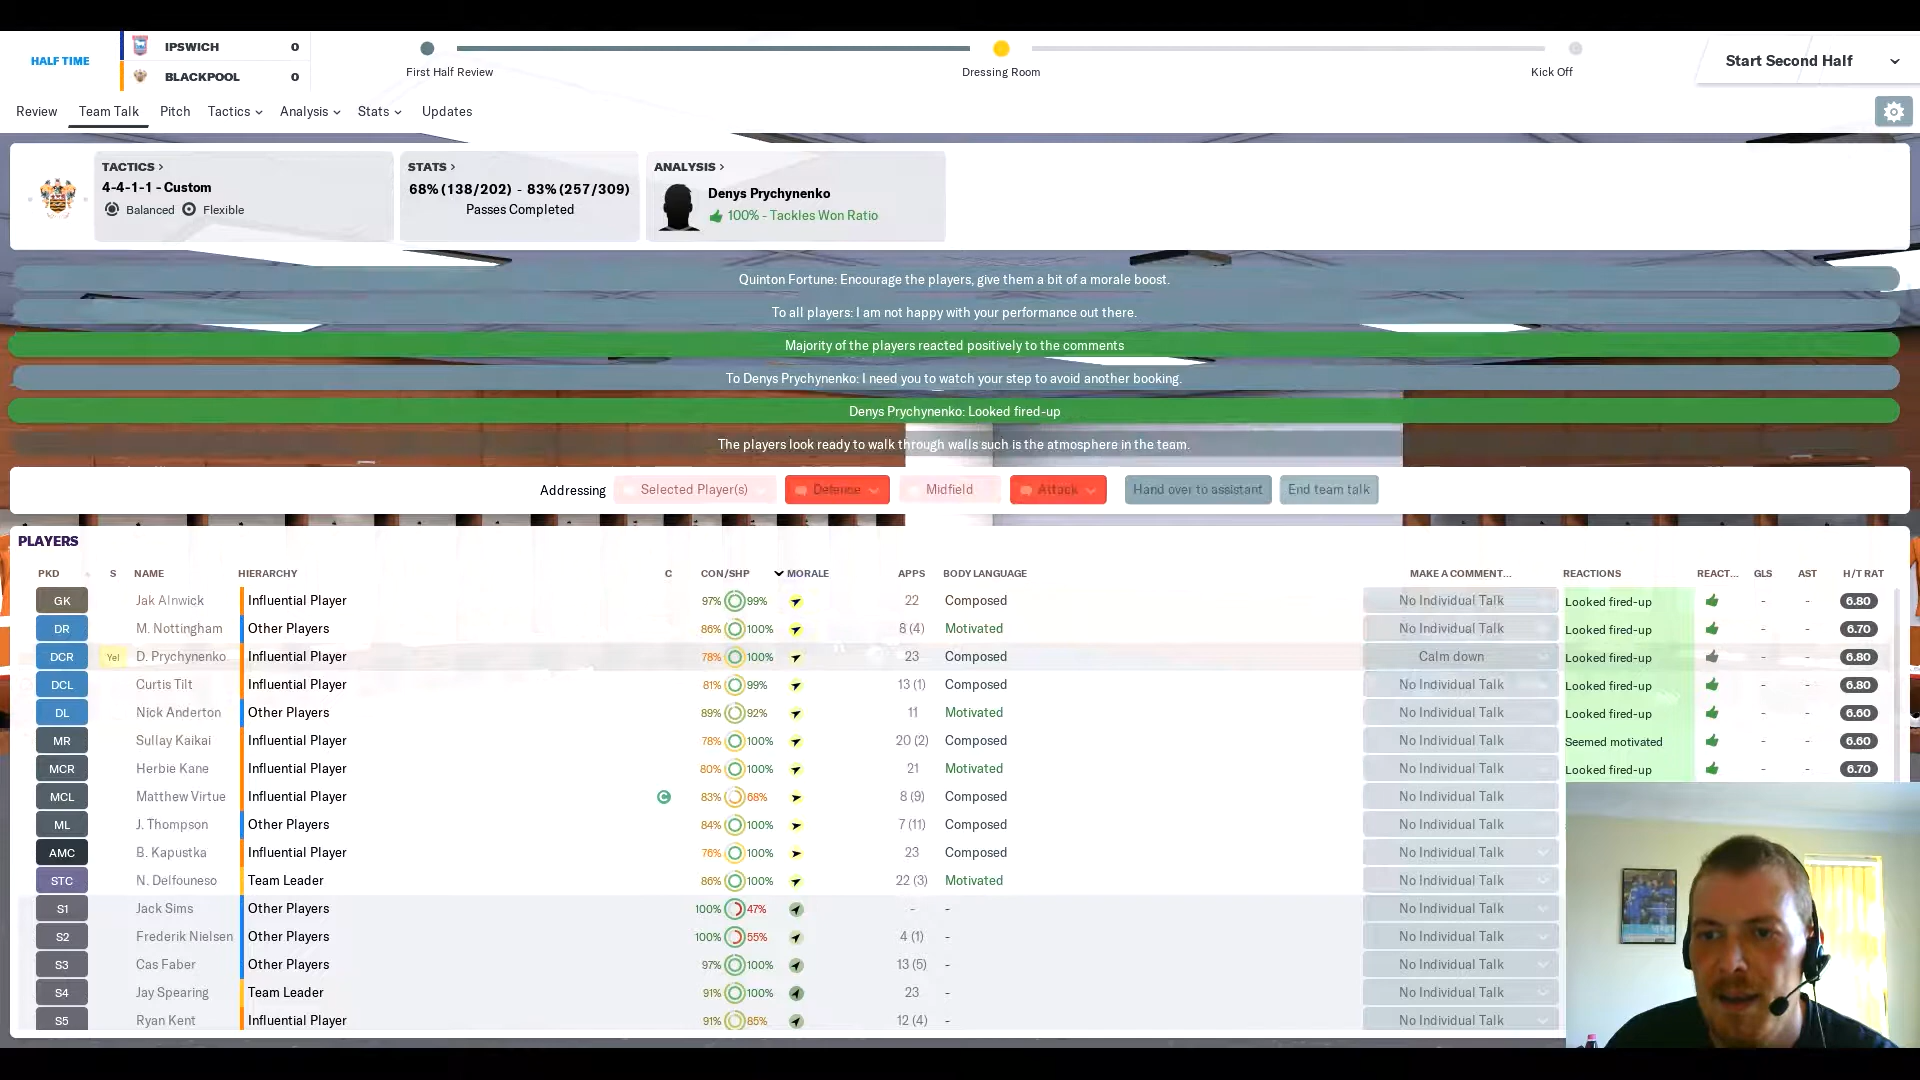 HALF TIME
IPSWICH 0
BLACKPOOL 0
First Half Review
Dressing Room
Kick Off
Start Second Half
Review Team Talk Pitch Tactics Analysis Stats Updates
TACTICS >
4-4-1-1 - Custom
Balanced Flexible
STATS >
68% (138/202) - 83% (257/309)
Passes Completed
ANALYSIS >
Denys Prychynenko
100% - Tackles Won Ratio
Quinton Fortune: Encourage the players, give them a bit of a morale boost.
To all players: I am not happy with your performance out there.
Majority of the players reacted positively to the comments
To Denys Prychynenko: I need you to watch your step to avoid another booking.
Denys Prychynenko: Looked fired-up
The players look ready to walk through walls such is the atmosphere in the team.
Addressing Selected Player(s) Defence Midfield Attack Hand over to assistant End team talk
PLAYERS
PKD S NAME HIERARCHY C CON/SHP MORALE APPS BODY LANGUAGE MAKE A COMMENT... REACTIONS REACT... GLS AST H/T RAT
GK Jak Alnwick Influential Player 97% 99% 22 Composed No Individual Talk Looked fired-up - - 6.80
DR M. Nottingham Other Players 86% 100% 8 (4) Motivated No Individual Talk Looked fired-up - - 6.70
DCR Yel D. Prychynenko Influential Player 78% 100% 23 Composed Calm down Looked fired-up - - 6.80
DCL Curtis Tilt Influential Player 81% 99% 13 (1) Composed No Individual Talk Looked fired-up - - 6.80
DL Nick Anderton Other Players 89% 92% 11 Motivated No Individual Talk Looked fired-up - - 6.60
MR Sullay Kaikai Influential Player 78% 100% 20 (2) Composed No Individual Talk Seemed motivated - - 6.60
MCR Herbie Kane Influential Player 80% 100% 21 Motivated No Individual Talk Looked fired-up - - 6.70
MCL Matthew Virtue Influential Player C 83% 68% 8 (9) Composed No Individual Talk
ML J. Thompson Other Players 84% 100% 7 (11) Composed No Individual Talk
AMC B. Kapustka Influential Player 76% 100% 23 Composed No Individual Talk
STC N. Delfouneso Team Leader 86% 100% 22 (3) Motivated No Individual Talk
S1 Jack Sims Other Players 100% 47% - - No Individual Talk
S2 Frederik Nielsen Other Players 100% 55% 4 (1) - No Individual Talk
S3 Cas Faber Other Players 97% 100% 13 (5) - No Individual Talk
S4 Jay Spearing Team Leader 91% 100% 23 - No Individual Talk
S5 Ryan Kent Influential Player 91% 85% 12 (4) - No Individual Talk